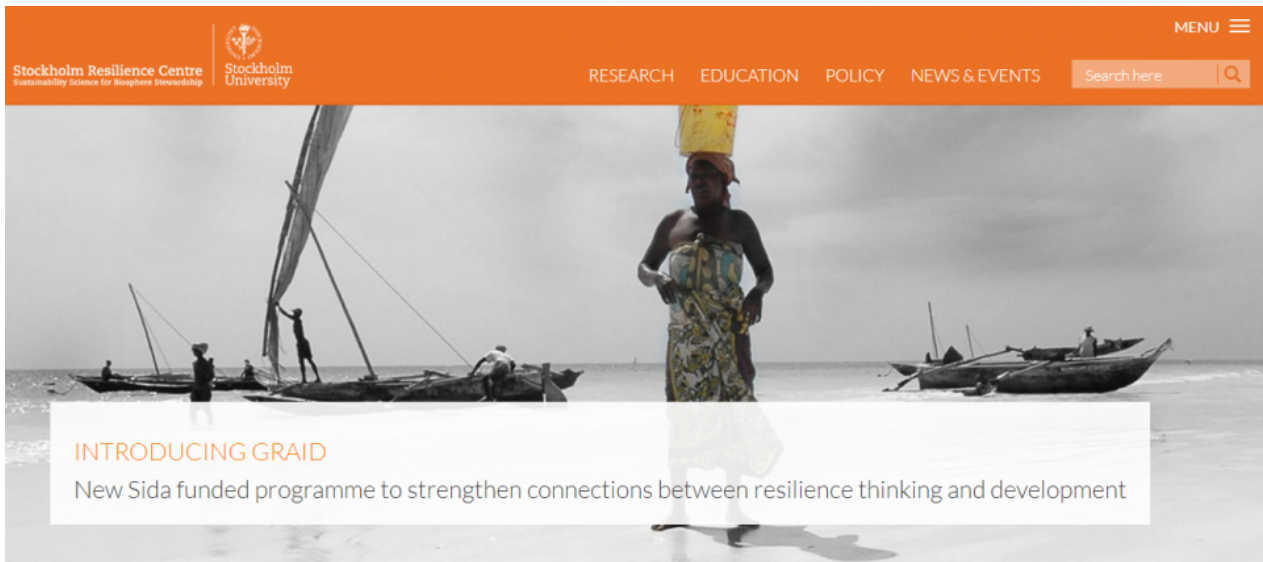 MENU
Stockholm Resilience Centre
Sustainability Science for Biosphere Stewardship
Stockholm
University
RESEARCH EDUCATION POLICY NEWS & EVENTS Search here
INTRODUCING GRAID
New Sida funded programme to strengthen connections between resilience thinking and development